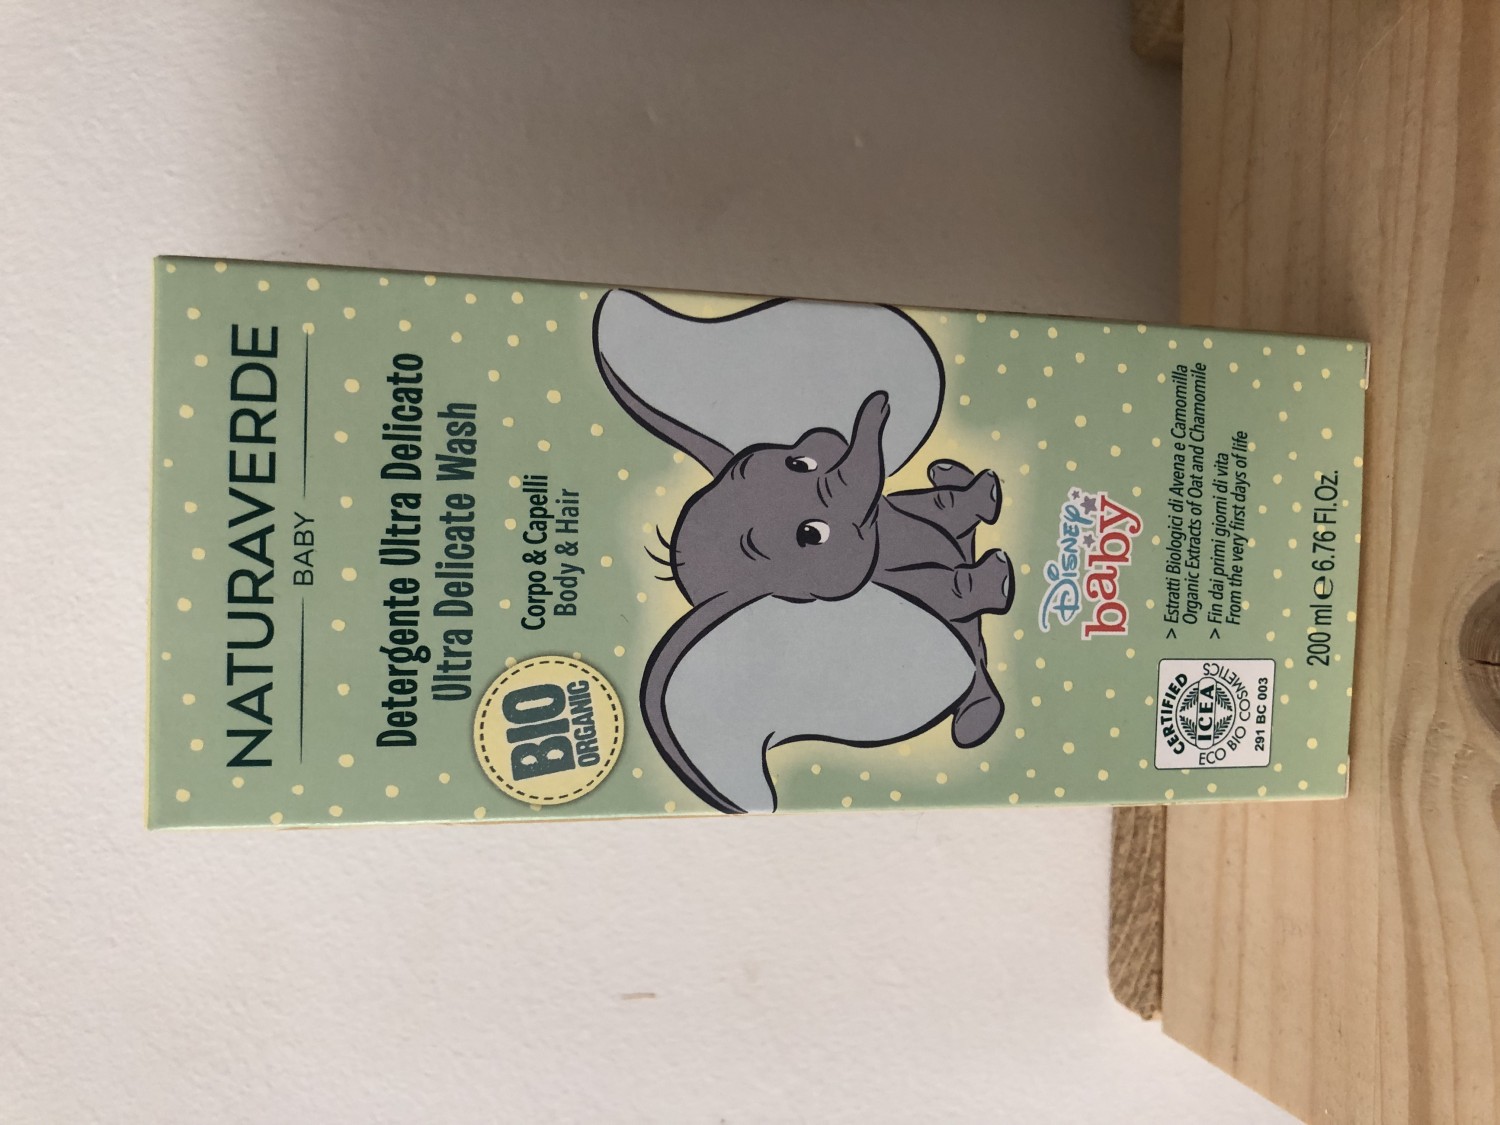 NATURAVERDE
BABY
Detergente Ultra Delicato
Ultra Delicate Wash
Corpo & Capelli
Body & Hair
BIO
ORGANIC
Disney
baby
> Estratti Biologici di Avena e Camomilla
Organic Extracts of Oat and Chamomile
> Fin dai primi giorni di vita
From the very first days of life
CERTIFIED
ICEA
ECO BIO COSMETICS
291 BC 003
200 ml e 6.76 Fl.Oz.